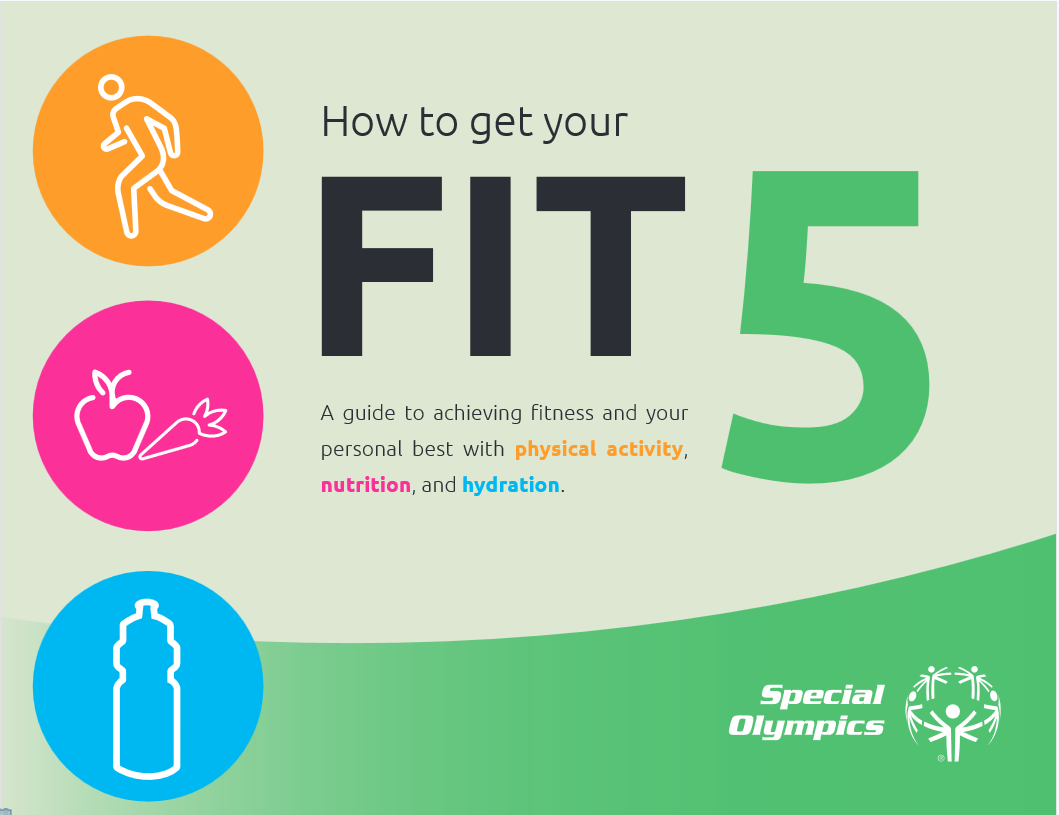 How to get your
FIT 5
A guide to achieving fitness and your
personal best with physical activity,
nutrition, and hydration.
Special
Olympics
®